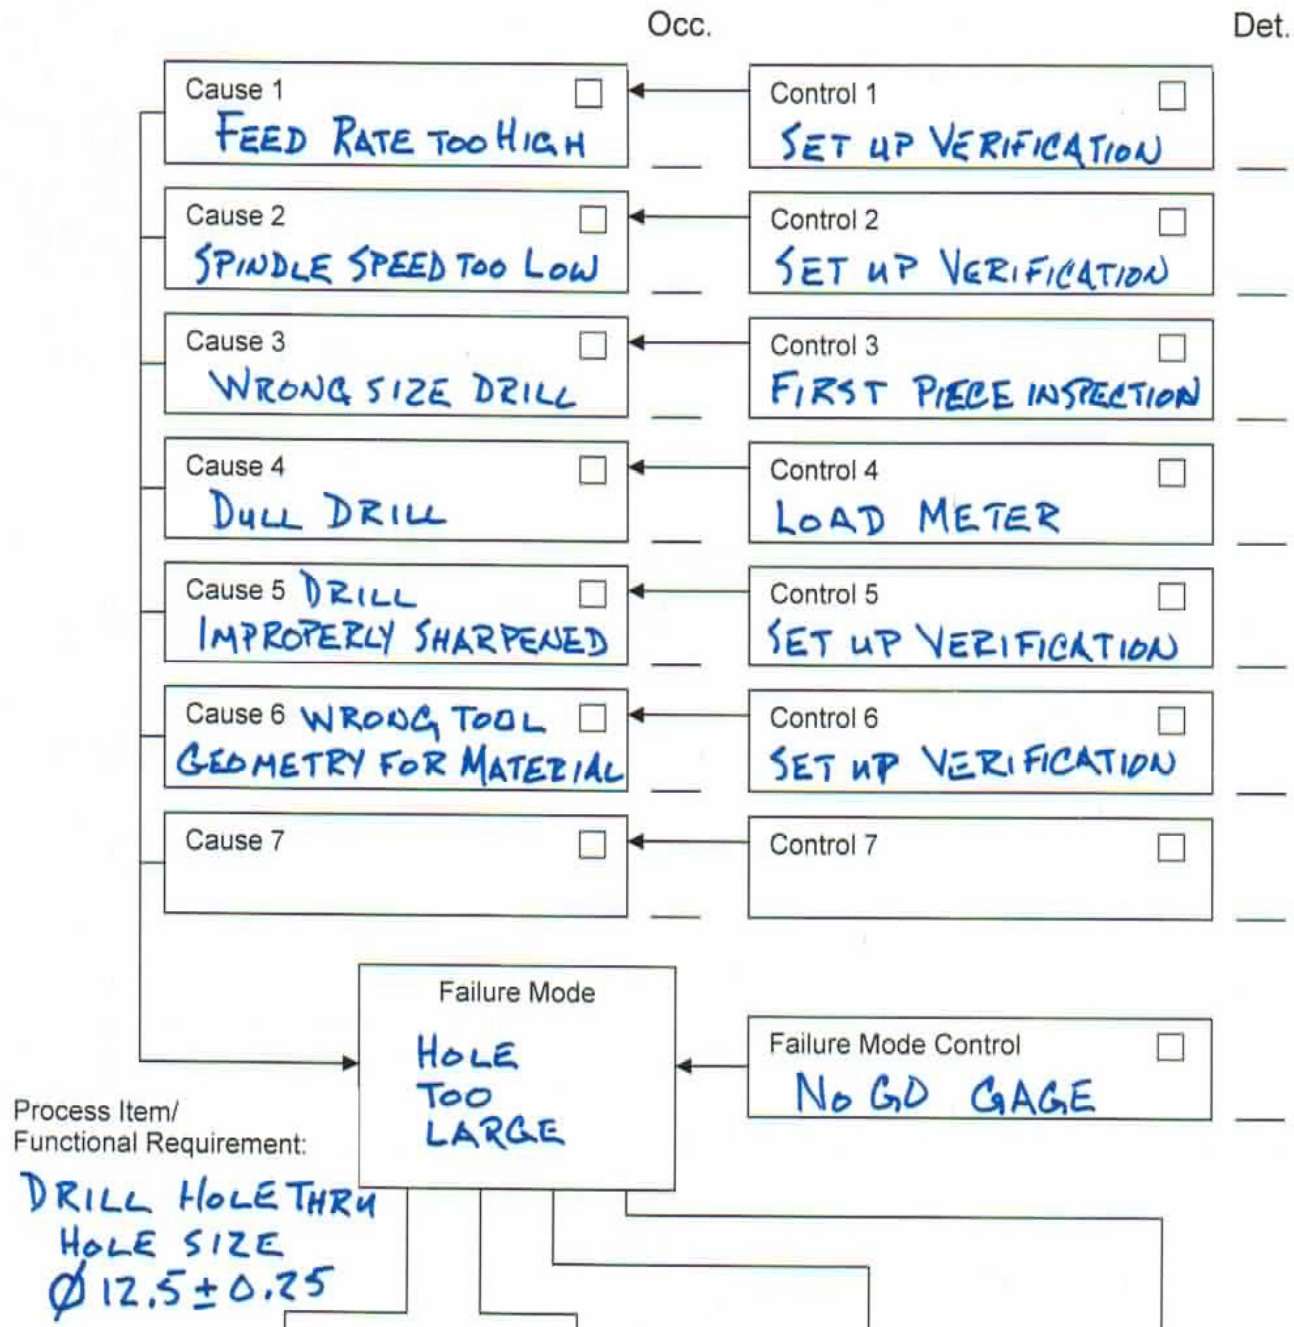 Occ.
Det.
Cause 1
FEED RATE TOO HIGH
Control 1
SET UP VERIFICATION
Cause 2
SPINDLE SPEED TOO LOW
Control 2
SET UP VERIFICATION
Cause 3
WRONG SIZE DRILL
Control 3
FIRST PIECE INSPECTION
Cause 4
DULL DRILL
Control 4
LOAD METER
Cause 5 DRILL
IMPROPERLY SHARPENED
Control 5
SET UP VERIFICATION
Cause 6 WRONG TOOL
GEOMETRY FOR MATERIAL
Control 6
SET UP VERIFICATION
Cause 7
Control 7
Failure Mode
HOLE
TOO
LARGE
Failure Mode Control
NO GO GAGE
Process Item/
Functional Requirement:
DRILL HOLE THRU
HOLE SIZE
Ø 12.5 ± 0.25